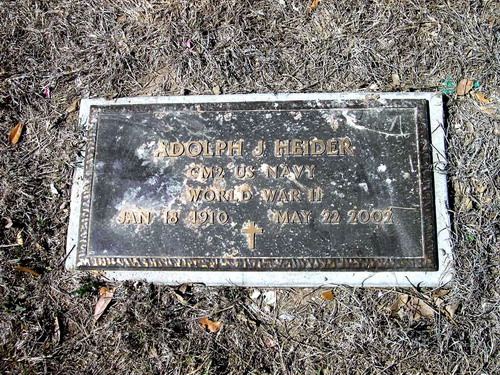 ADOLPH J HEIDER
CM2 US NAVY
WORLD WAR II
JAN 18 1910 MAY 22 2002